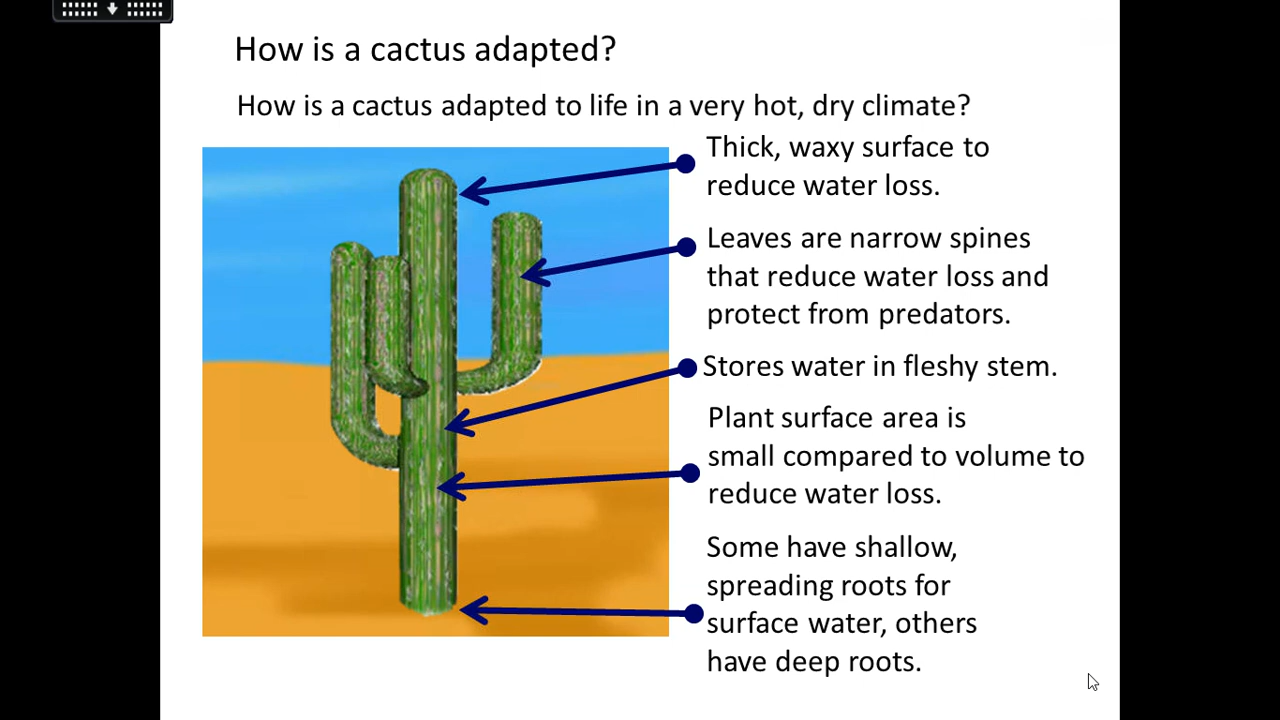 How is a cactus adapted?
How is a cactus adapted to life in a very hot, dry climate?
Thick, waxy surface to
reduce water loss.
Leaves are narrow spines
that reduce water loss and
protect from predators.
Stores water in fleshy stem.
Plant surface area is
small compared to volume to
reduce water loss.
Some have shallow,
spreading roots for
surface water, others
have deep roots.